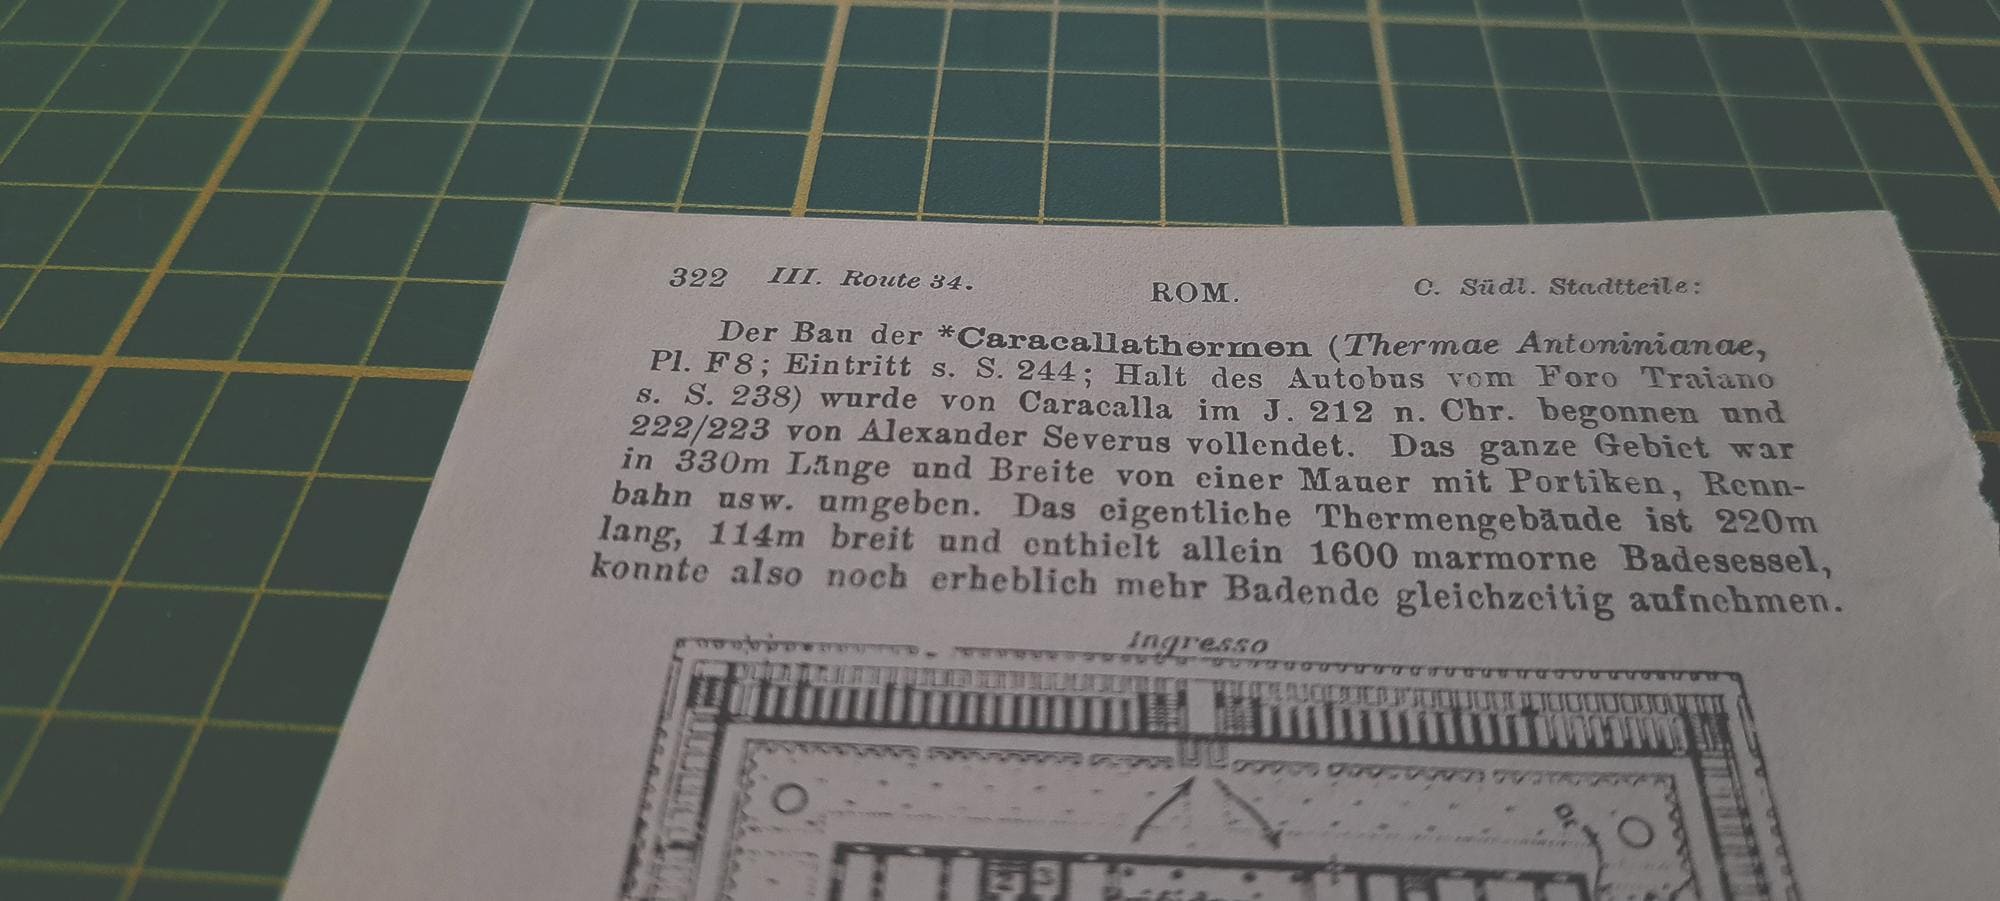 322 III. Route 34. ROM. C. Südl. Stadtteile:
Der Bau der *Caracallathermen (Thermae Antoninianae,
Pl. F 8; Eintritt s. S. 244; Halt des Autobus vom Foro Traiano
s. S. 238) wurde von Caracalla im J. 212 n. Chr. begonnen und
222/223 von Alexander Severus vollendet. Das ganze Gebiet war
in 330m Länge und Breite von einer Mauer mit Portiken, Renn-
bahn usw. umgeben. Das eigentliche Thermengebäude ist 220m
lang, 114m breit und enthielt allein 1600 marmorne Badesessel,
konnte also noch erheblich mehr Badende gleichzeitig aufnehmen.
Ingresso
2 3